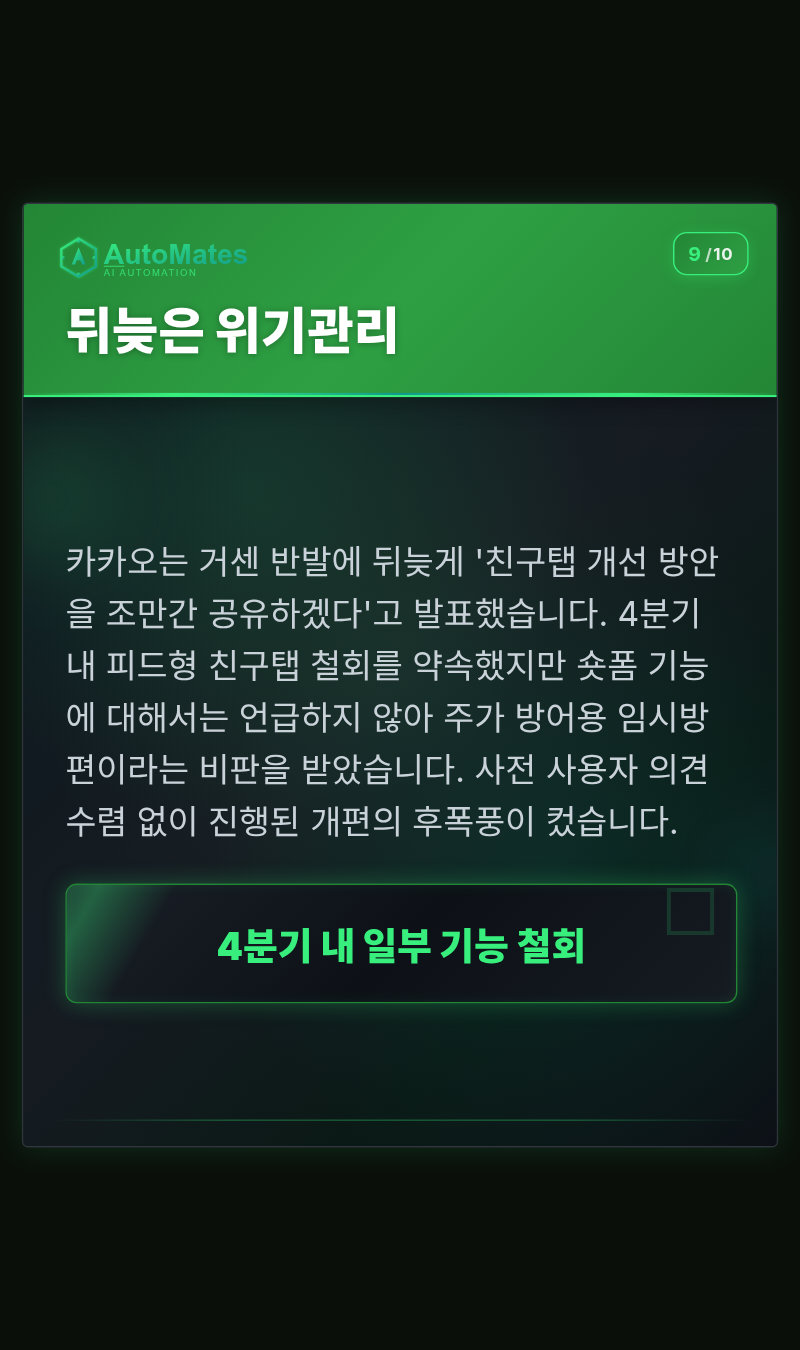 AutoMates
AI AUTOMATION
9 / 10
뒤늦은 위기관리
카카오는 거센 반발에 뒤늦게 '친구탭 개선 방안
을 조만간 공유하겠다'고 발표했습니다. 4분기
내 피드형 친구탭 철회를 약속했지만 숏폼 기능
에 대해서는 언급하지 않아 주가 방어용 임시방
편이라는 비판을 받았습니다. 사전 사용자 의견
수렴 없이 진행된 개편의 후폭풍이 컸습니다.
4분기 내 일부 기능 철회